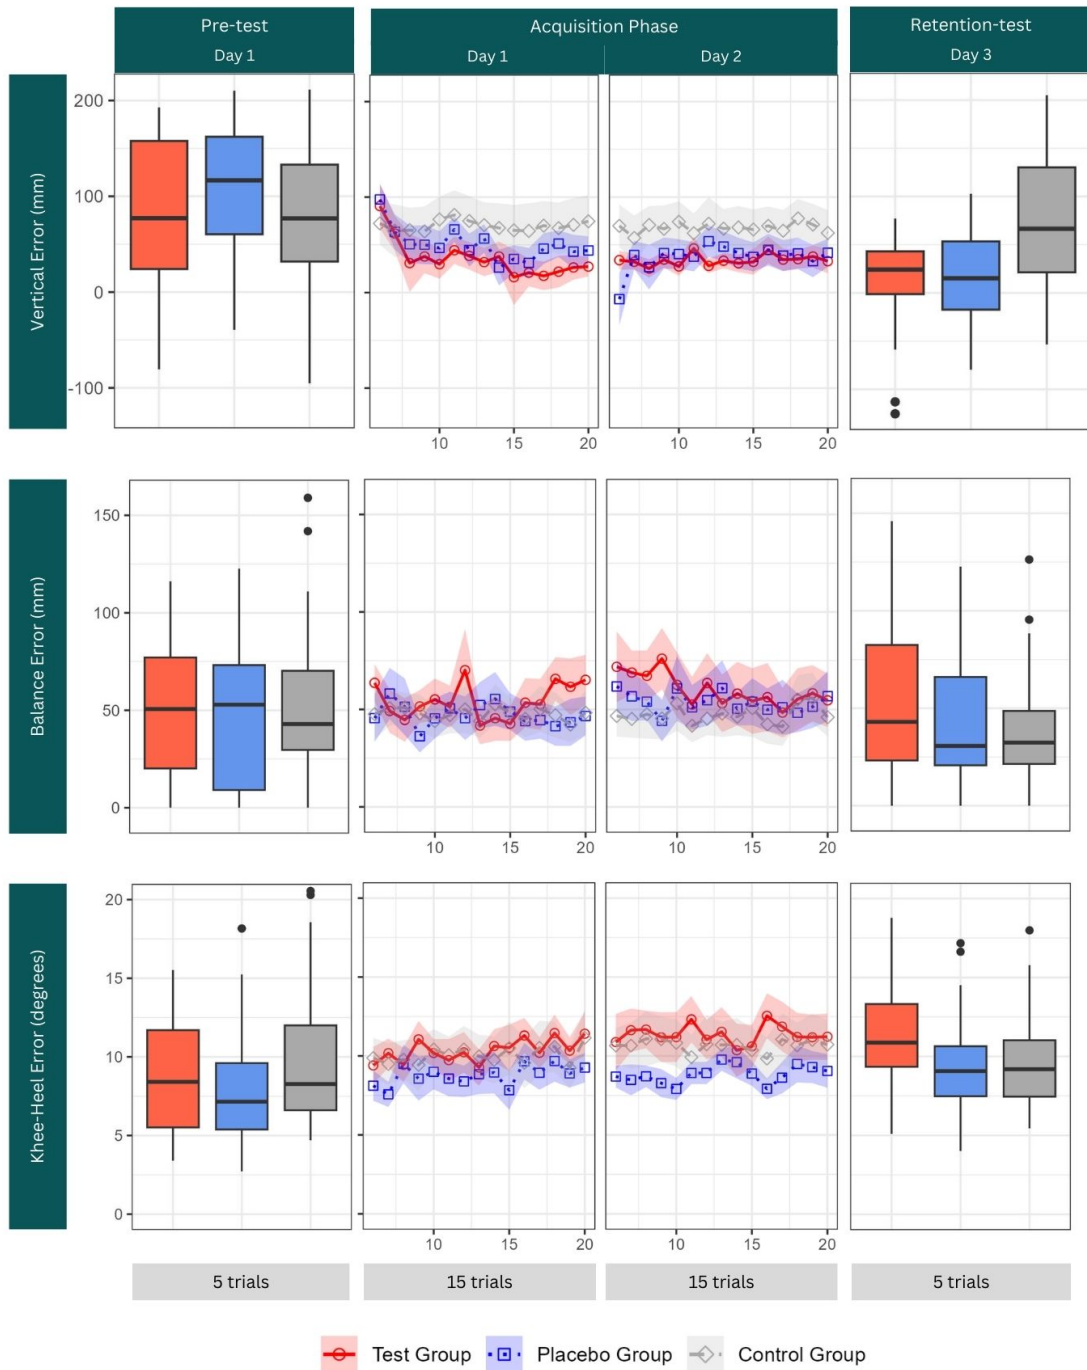 Pre-test
Day 1
Acquisition Phase
Day 1
Day 2
Retention-test
Day 3
Vertical Error (mm)
200
100
0
-100
10
15
20
10
15
20
Balance Error (mm)
150
100
50
0
10
15
20
10
15
20
Khee-Heel Error (degrees)
20
15
10
5
0
10
15
20
10
15
20
5 trials
15 trials
15 trials
5 trials
Test Group
Placebo Group
Control Group